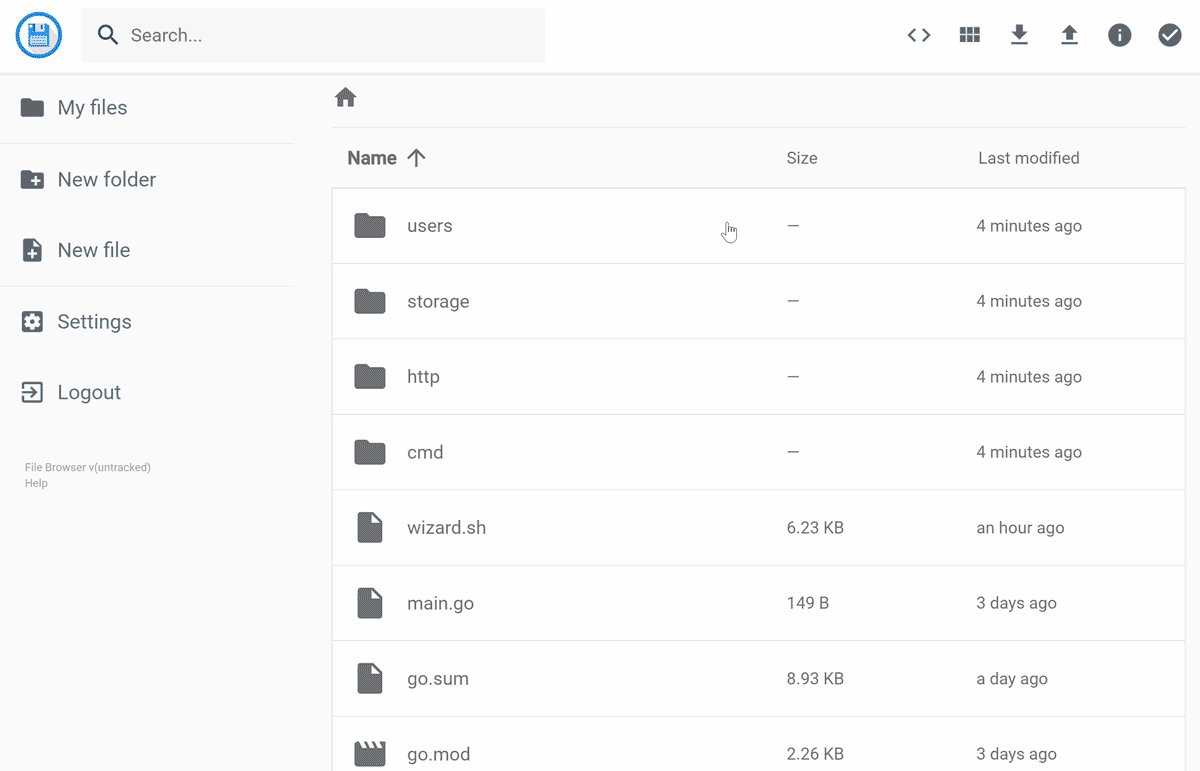 Search...
My files
New folder
New file
Settings
Logout
File Browser v(untracked)
Help
Name Size Last modified
users — 4 minutes ago
storage — 4 minutes ago
http — 4 minutes ago
cmd — 4 minutes ago
wizard.sh 6.23 KB an hour ago
main.go 149 B 3 days ago
go.sum 8.93 KB a day ago
go.mod 2.26 KB 3 days ago